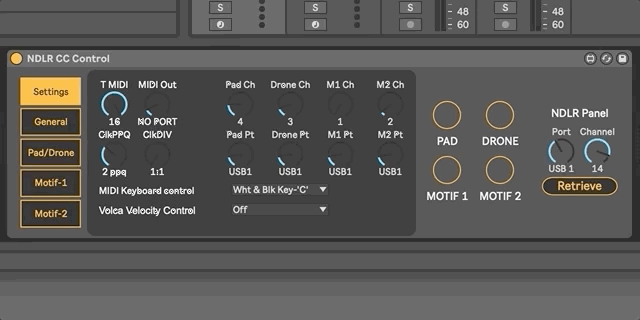 S S S
48 48
60 60
NDLR CC Control
Settings
General
Pad/Drone
Motif-1
Motif-2
T MIDI MIDI Out Pad Ch Drone Ch M1 Ch M2 Ch
16 NO PORT 4 3 1 2
ClkPPQ ClkDIV Pad Pt Drone Pt M1 Pt M2 Pt
2 ppq 1:1 USB1 USB1 USB1 USB1
MIDI Keyboard control Wht & Blk Key-'C'
Volca Velocity Control Off
PAD DRONE
MOTIF 1 MOTIF 2
NDLR Panel
Port Channel
USB 1 14
Retrieve